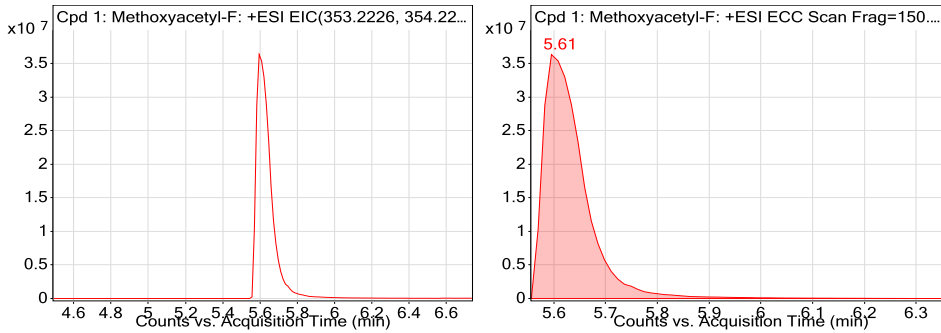 Cpd 1: Methoxyacetyl-F: +ESI EIC(353.2226, 354.22...
x10 7
3.5
3
2.5
2
1.5
1
0.5
0
4.6 4.8 5 5.2 5.4 5.6 5.8 6 6.2 6.4 6.6
Counts vs. Acquisition Time (min)
Cpd 1: Methoxyacetyl-F: +ESI ECC Scan Frag=150....
x10 7
5.61
3.5
3
2.5
2
1.5
1
0.5
0
5.6 5.7 5.8 5.9 6 6.1 6.2 6.3
Counts vs. Acquisition Time (min)